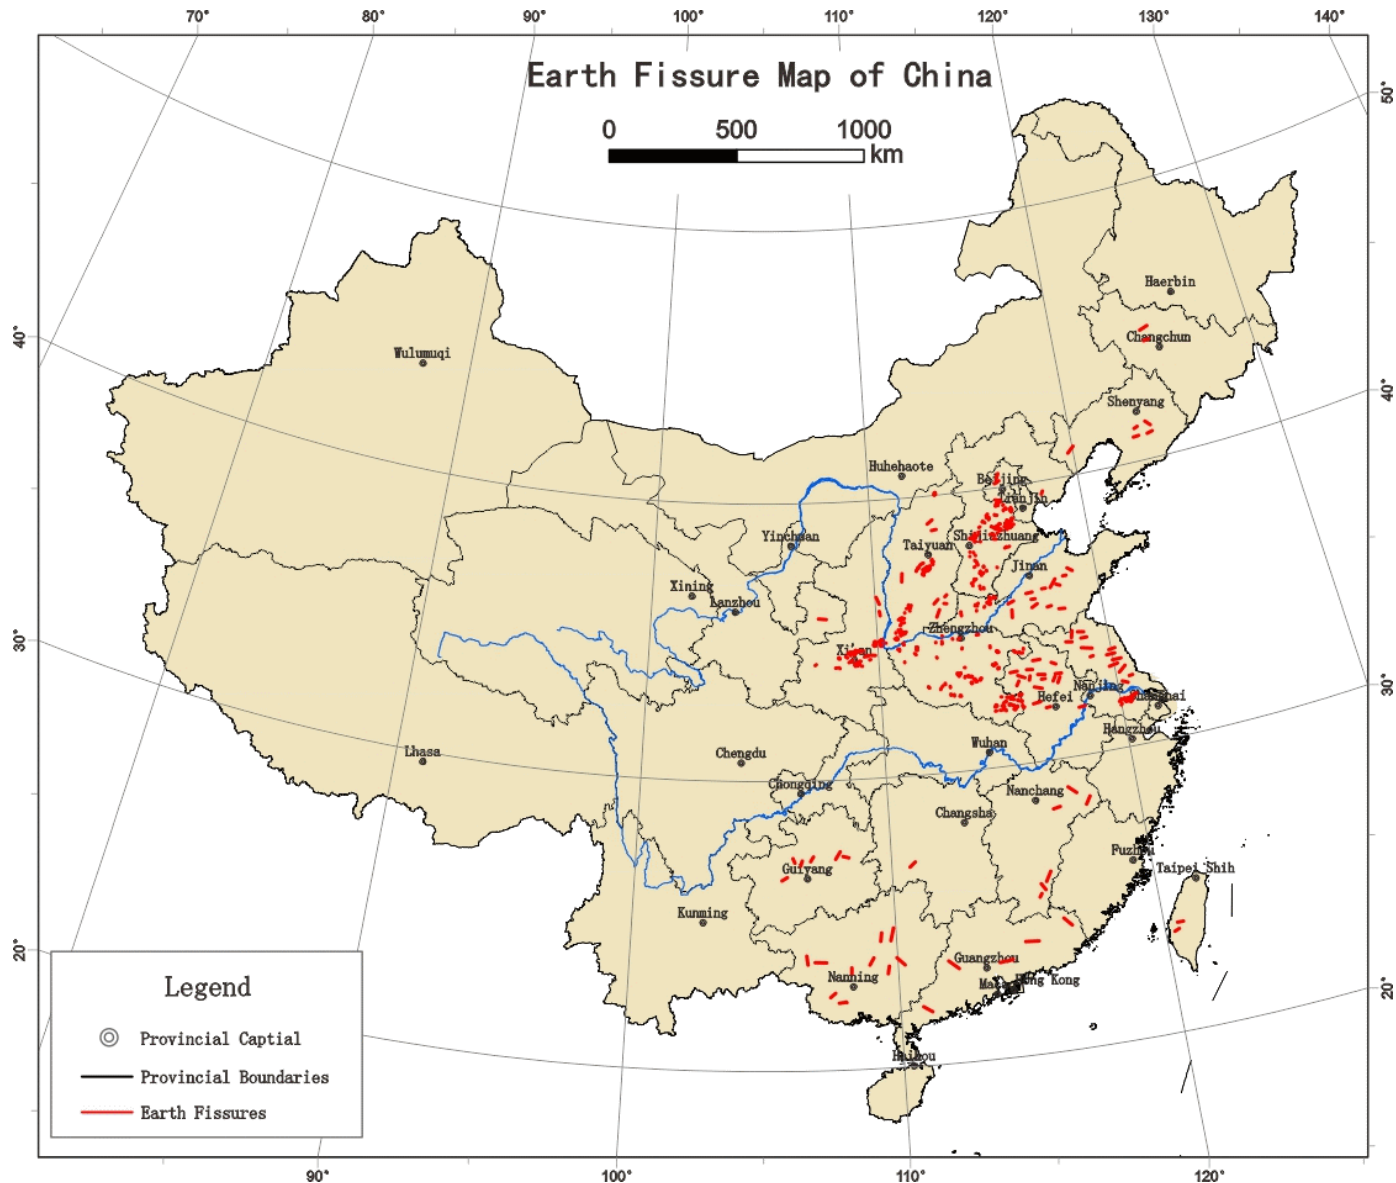 70°
80°
90°
100°
110°
120°
130°
140°
Earth Fissure Map of China
0 500 1000
km
50°
40°
30°
20°
40°
30°
20°
Haerbin
Changchun
Wulumuqi
Shenyang
Huhehaote
Beijing
Tianjin
Yinchuan
Shijiazhuang
Taiyuan
Jinan
Xining
Lanzhou
Zhengzhou
Xi'an
Nanjing
Hefei
Shanghai
Hangzhou
Lhasa
Chengdu
Wuhan
Chongqing
Nanchang
Changsha
Fuzhou
Taipei Shih
Guiyang
Kunming
Guangzhou
Nanning
Hong Kong
Haikou
Legend
Provincial Captial
Provincial Boundaries
Earth Fissures
90°
100°
110°
120°